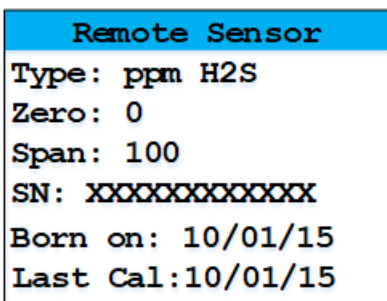 Remote Sensor
Type: ppm H2S
Zero: 0
Span: 100
SN: XXXXXXXXXXXX
Born on: 10/01/15
Last Cal:10/01/15